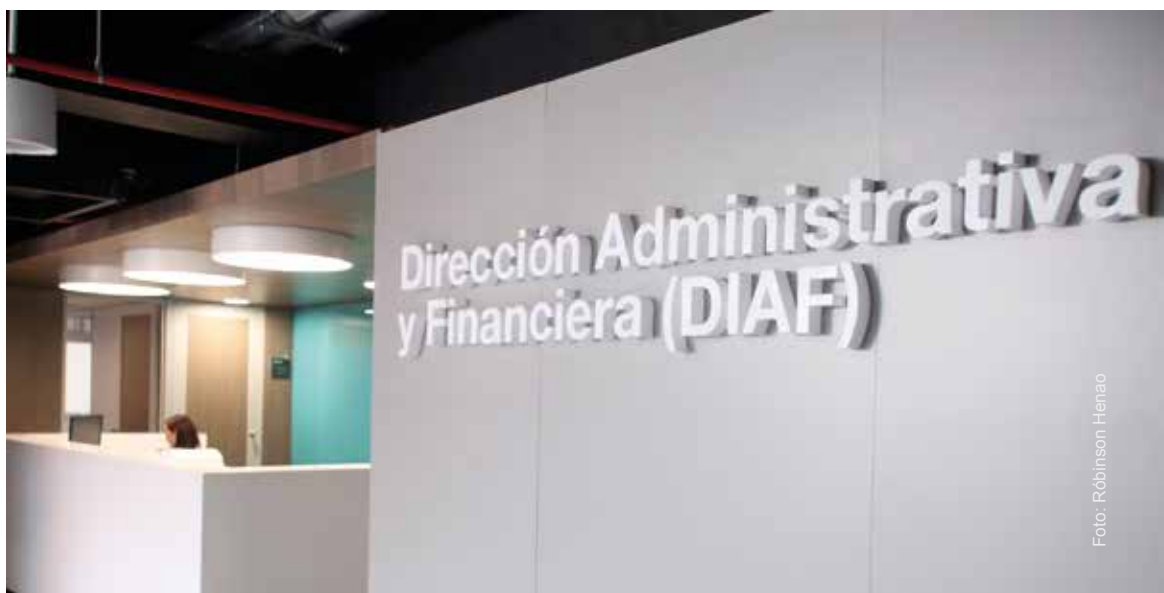 Dirección Administrativa
y Financiera (DIAF)
Foto: Róbinson Henao